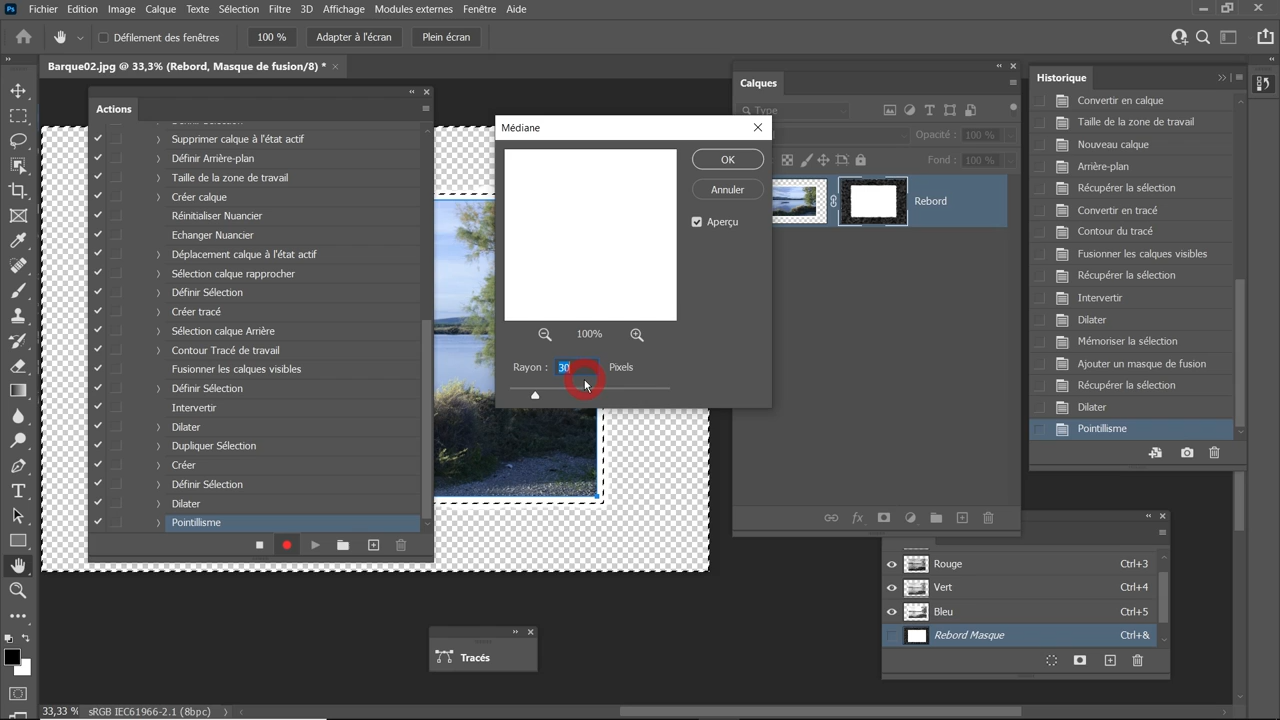 Ps Fichier Edition Image Calque Texte Sélection Filtre 3D Affichage Modules externes Fenêtre Aide
Défilement des fenêtres 100 % Adapter à l'écran Plein écran
Barque02.jpg @ 33,3% (Rebord, Masque de fusion/8) *
Actions
Supprimer calque à l'état actif
Définir Arrière-plan
Taille de la zone de travail
Créer calque
Réinitialiser Nuancier
Echanger Nuancier
Déplacement calque à l'état actif
Sélection calque rapprocher
Définir Sélection
Créer tracé
Sélection calque Arrière
Contour Tracé de travail
Fusionner les calques visibles
Définir Sélection
Intervertir
Dilater
Dupliquer Sélection
Créer
Définir Sélection
Dilater
Pointillisme
Médiane
OK
Annuler
Aperçu
100%
Rayon : 30 Pixels
Calques
Type
Opacité : 100 %
Fond : 100 %
Rebord
Historique
Convertir en calque
Taille de la zone de travail
Nouveau calque
Arrière-plan
Récupérer la sélection
Convertir en tracé
Contour du tracé
Fusionner les calques visibles
Récupérer la sélection
Intervertir
Dilater
Mémoriser la sélection
Ajouter un masque de fusion
Récupérer la sélection
Dilater
Pointillisme
Rouge Ctrl+3
Vert Ctrl+4
Bleu Ctrl+5
Rebord Masque Ctrl+&
Tracés
33,33 % sRGB IEC61966-2.1 (8bpc)